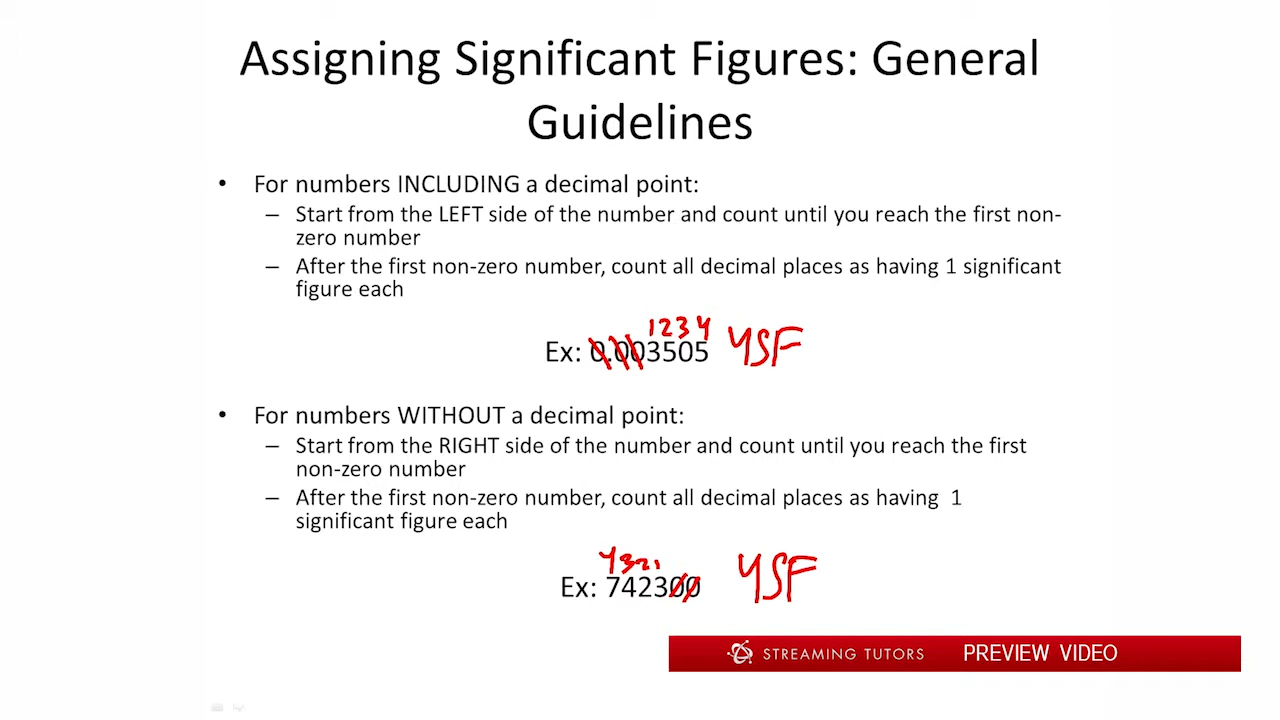 Assigning Significant Figures: General
Guidelines
• For numbers INCLUDING a decimal point:
– Start from the LEFT side of the number and count until you reach the first non-
zero number
– After the first non-zero number, count all decimal places as having 1 significant
figure each
1 2 3 4
Ex: 0.003505 4SF
• For numbers WITHOUT a decimal point:
– Start from the RIGHT side of the number and count until you reach the first
non-zero number
– After the first non-zero number, count all decimal places as having 1
significant figure each
4 3 2 1
Ex: 742300 4SF
STREAMING TUTORS PREVIEW VIDEO